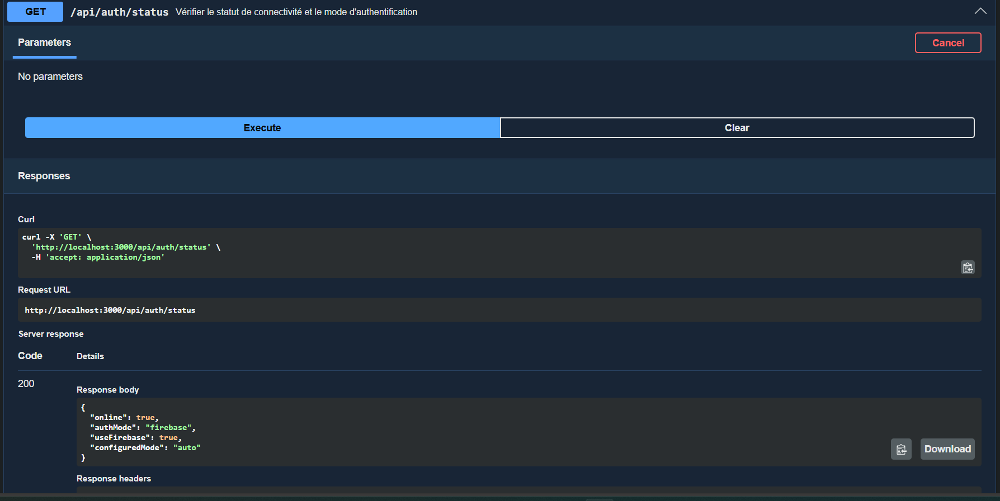 GET /api/auth/status Vérifier le statut de connectivité et le mode d'authentification
Parameters
Cancel
No parameters
Execute
Clear
Responses
Curl
curl -X 'GET' \
  'http://localhost:3000/api/auth/status' \
  -H 'accept: application/json'
Request URL
http://localhost:3000/api/auth/status
Server response
Code Details
200
Response body
{
  "online": true,
  "authMode": "firebase",
  "useFirebase": true,
  "configuredMode": "auto"
}
Download
Response headers